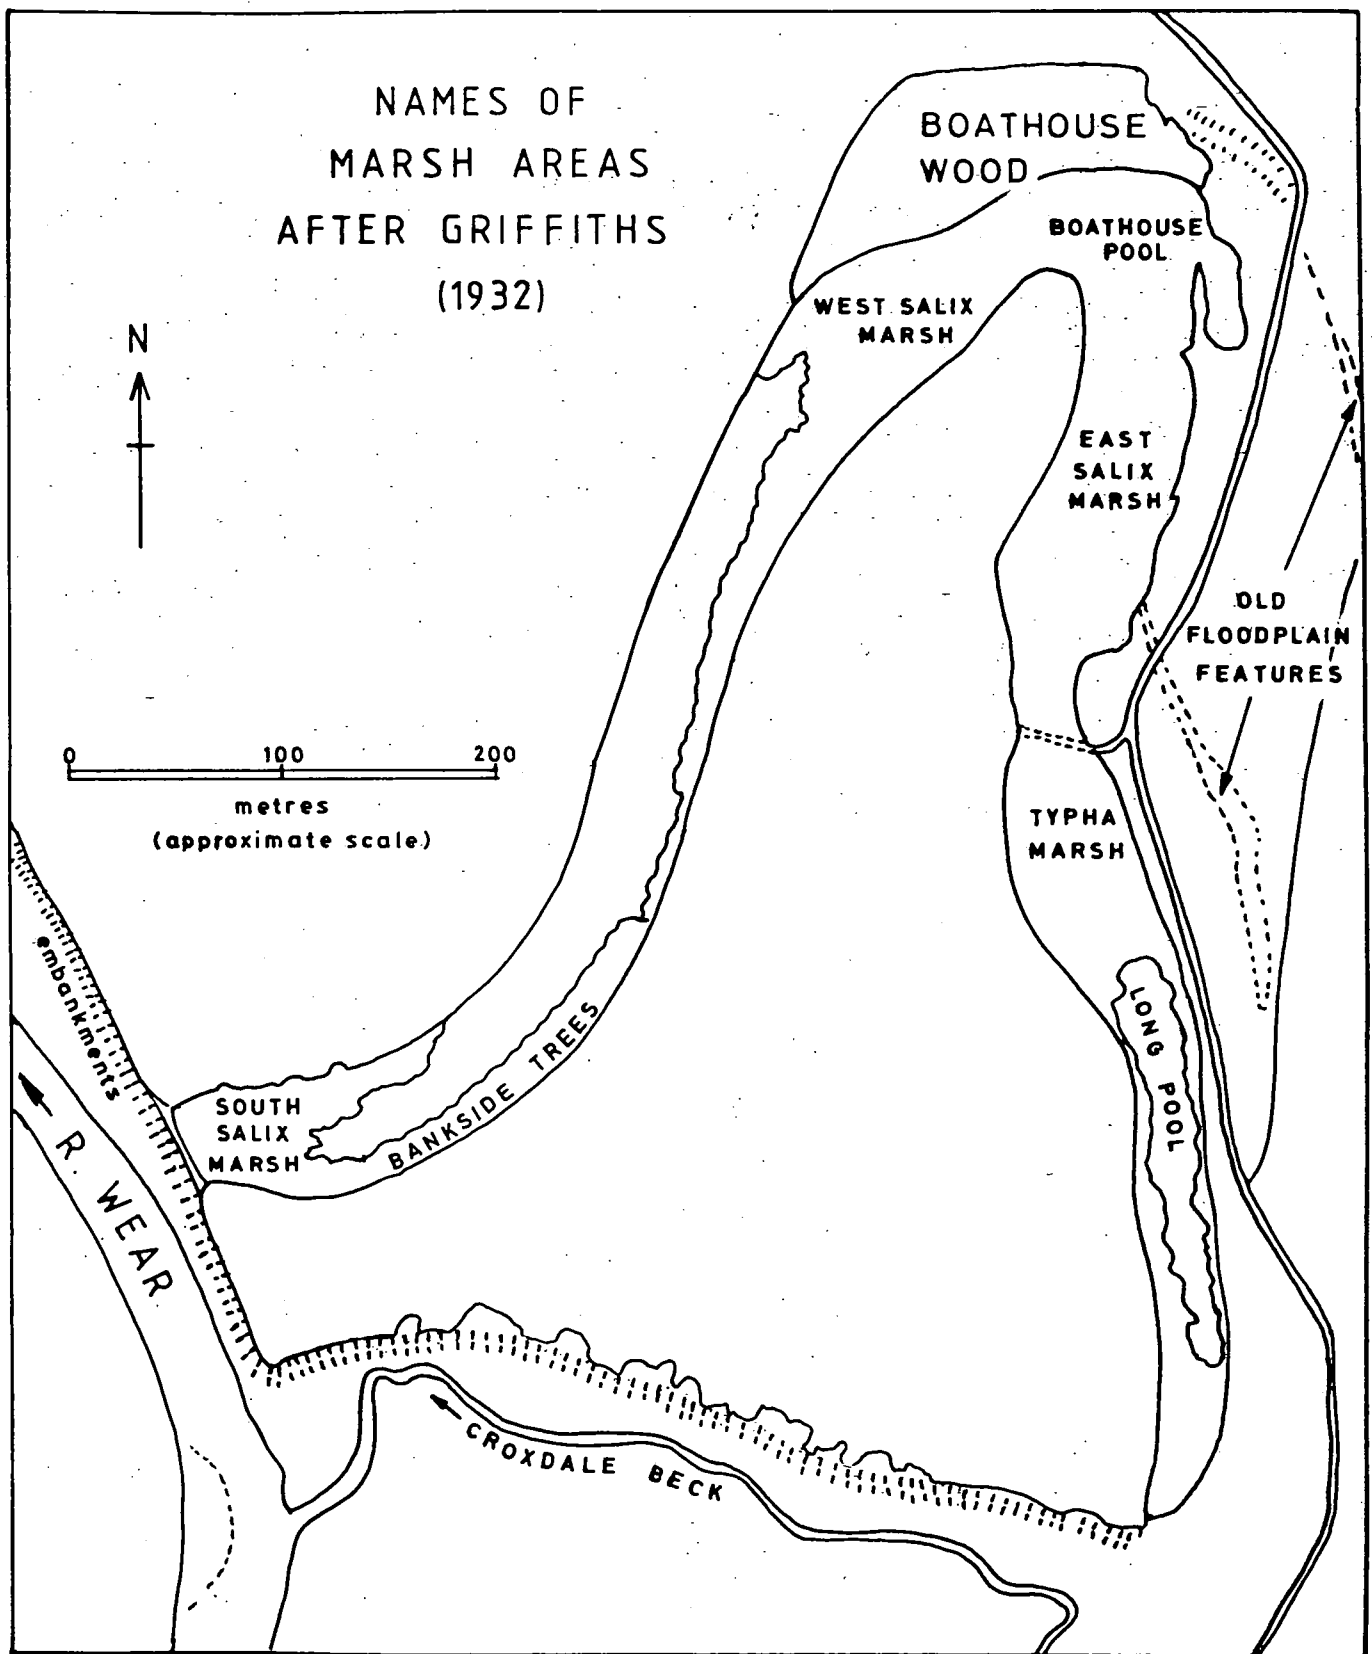 NAMES OF
MARSH AREAS
AFTER GRIFFITHS
(1932)
N
BOATHOUSE
WOOD
BOATHOUSE
POOL
WEST SALIX
MARSH
EAST
SALIX
MARSH
OLD
FLOODPLAIN
FEATURES
0 100 200
metres
(approximate scale)
TYPHA
MARSH
embankments
LONG POOL
BANKSIDE TREES
SOUTH
SALIX
MARSH
R. WEAR
CROXDALE BECK